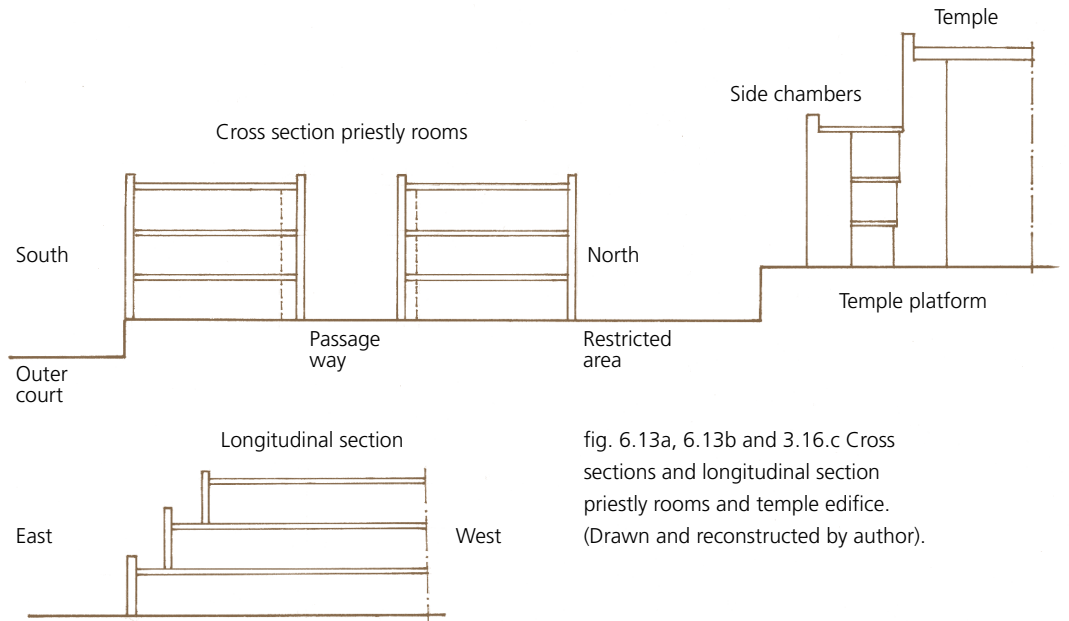 Temple
Side chambers
Cross section priestly rooms
South
North
Temple platform
Passage
way
Restricted
area
Outer
court
Longitudinal section
East
West
fig. 6.13a, 6.13b and 3.16.c Cross
sections and longitudinal section
priestly rooms and temple edifice.
(Drawn and reconstructed by author).